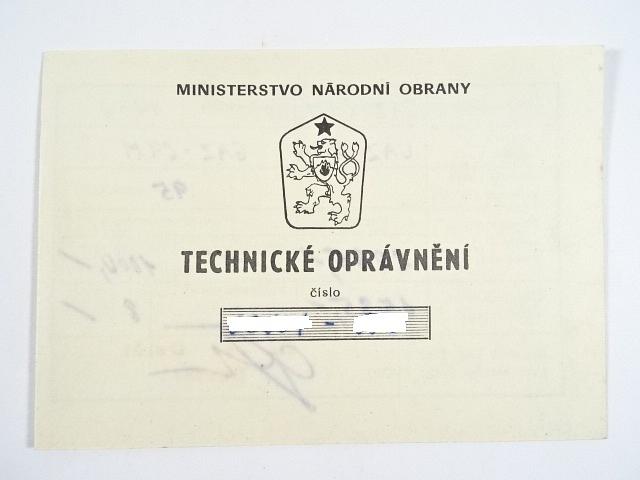 MINISTERSTVO NÁRODNÍ OBRANY
TECHNICKÉ OPRÁVNĚNÍ
číslo